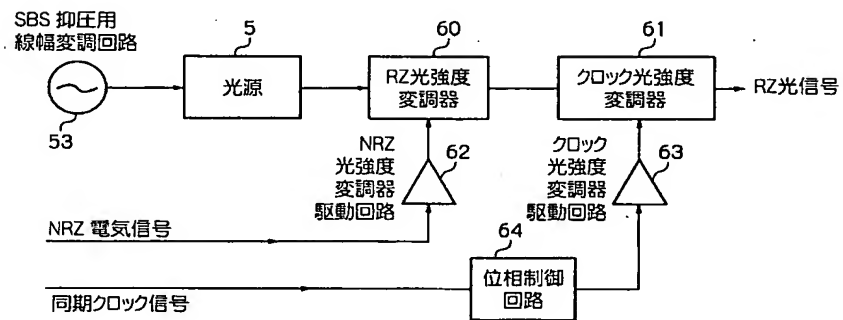 SBS 抑圧用
線幅変調回路
53
5
光源
60
RZ光強度
変調器
61
クロック光強度
変調器
RZ光信号
NRZ
光強度
変調器
駆動回路
62
クロック
光強度
変調器
駆動回路
63
NRZ 電気信号
64
位相制御
回路
同期クロック信号